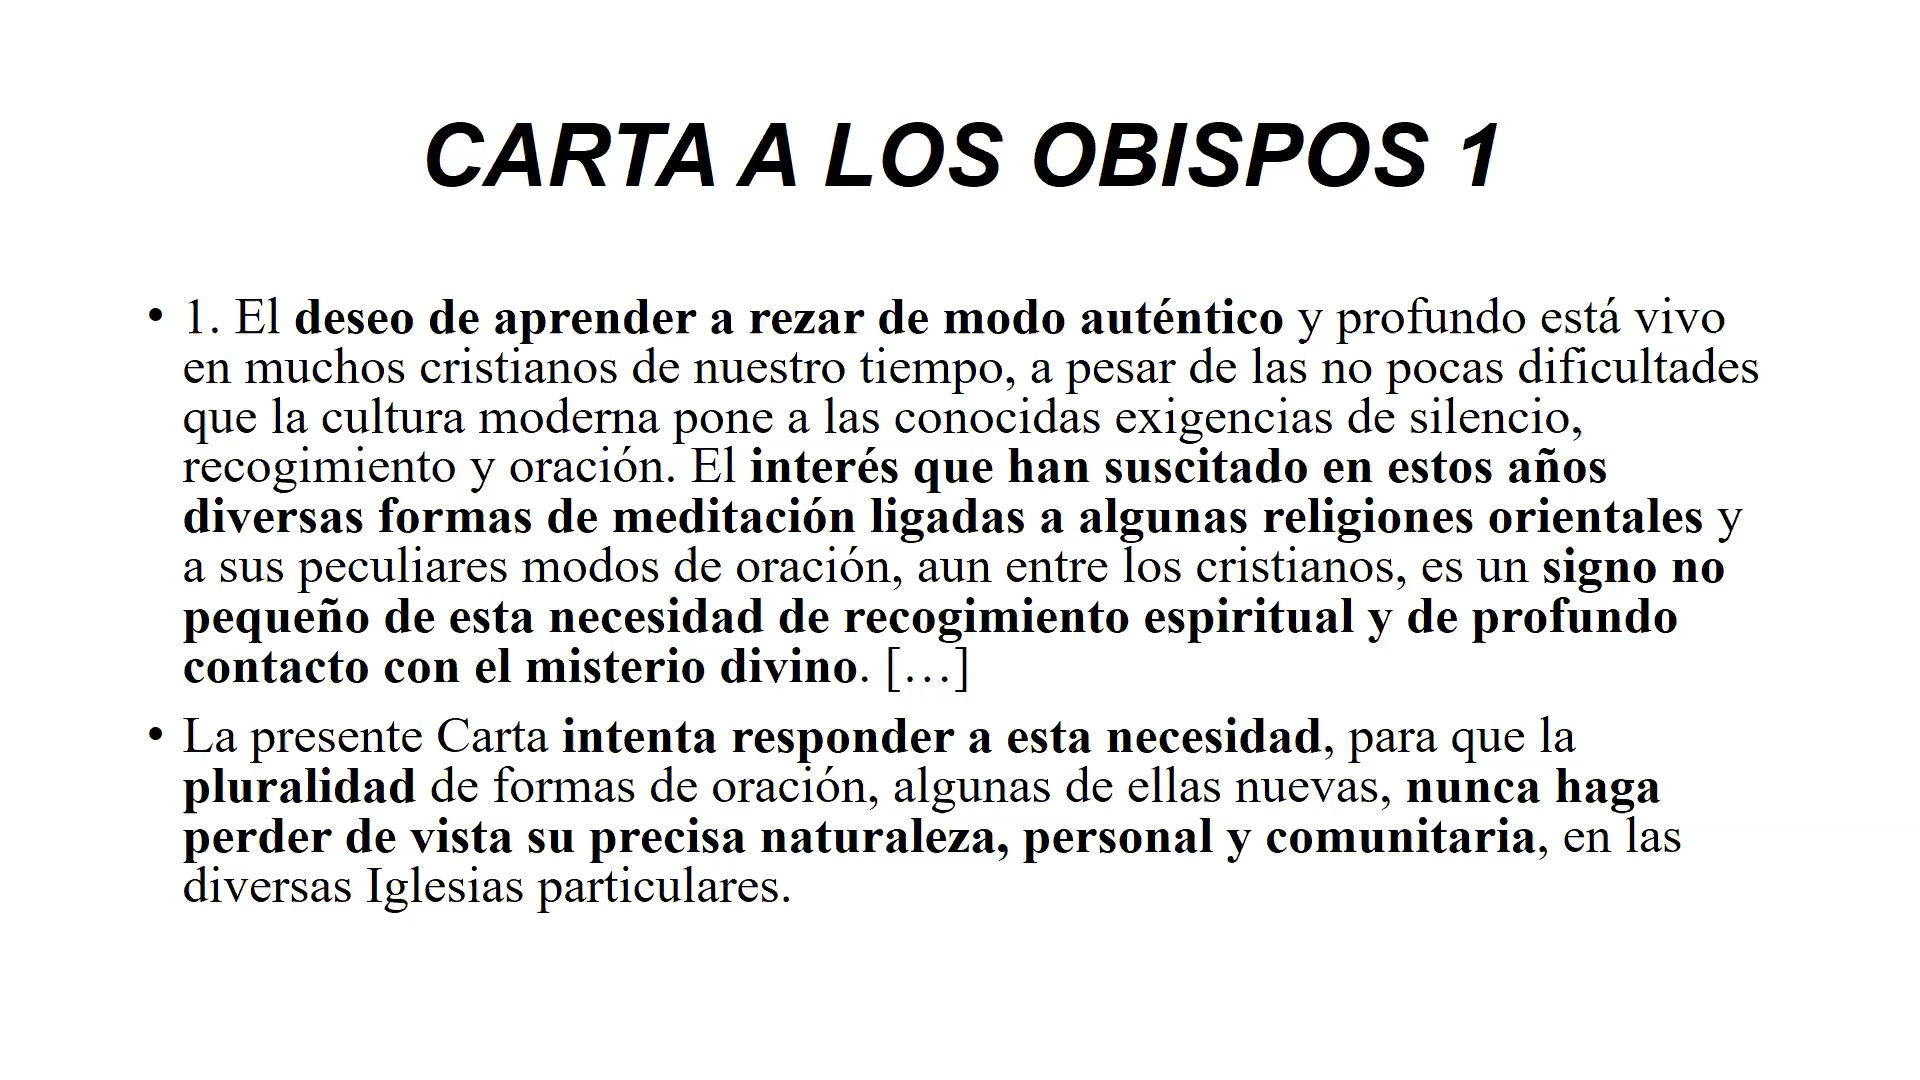 CARTA A LOS OBISPOS 1
• 1. El deseo de aprender a rezar de modo auténtico y profundo está vivo
en muchos cristianos de nuestro tiempo, a pesar de las no pocas dificultades
que la cultura moderna pone a las conocidas exigencias de silencio,
recogimiento y oración. El interés que han suscitado en estos años
diversas formas de meditación ligadas a algunas religiones orientales y
a sus peculiares modos de oración, aun entre los cristianos, es un signo no
pequeño de esta necesidad de recogimiento espiritual y de profundo
contacto con el misterio divino. […]
• La presente Carta intenta responder a esta necesidad, para que la
pluralidad de formas de oración, algunas de ellas nuevas, nunca haga
perder de vista su precisa naturaleza, personal y comunitaria, en las
diversas Iglesias particulares.